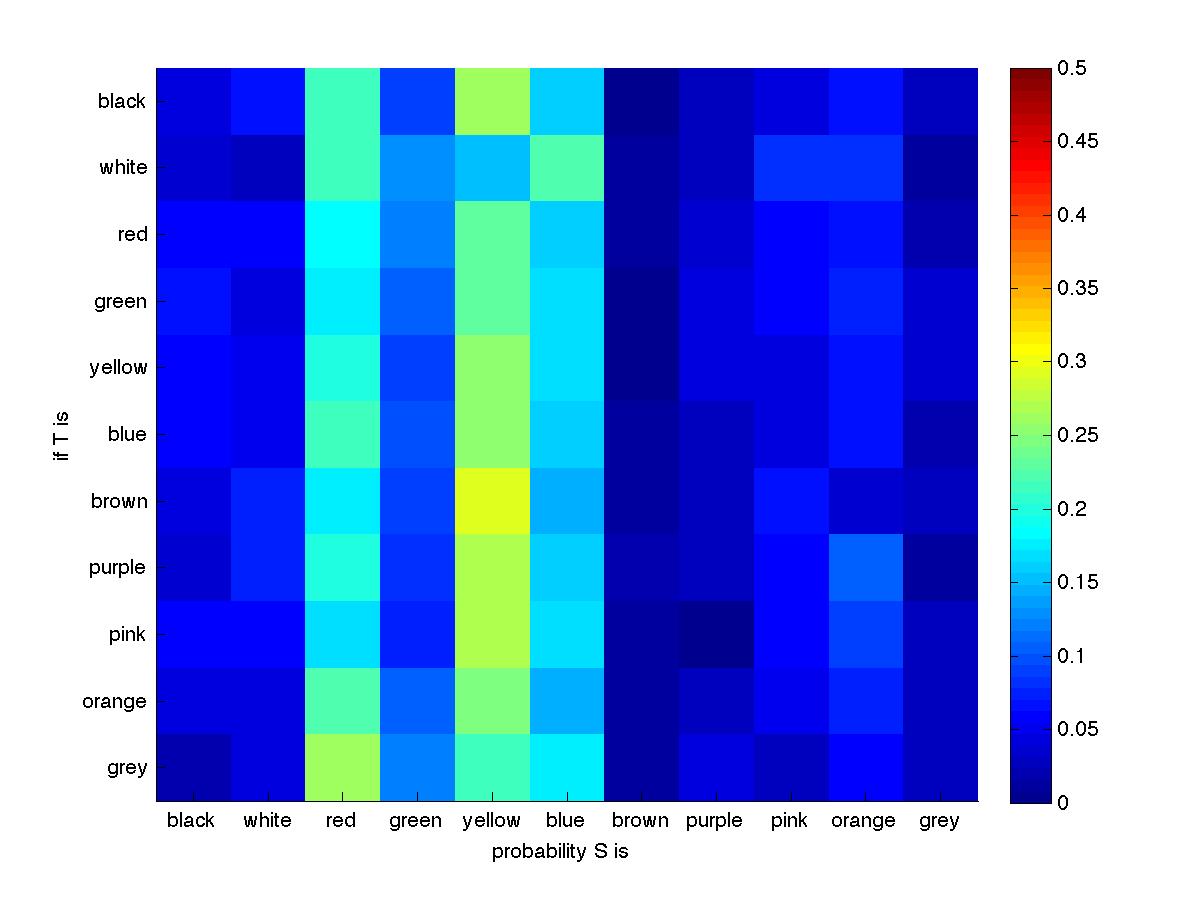 black
white
red
green
yellow
blue
brown
purple
pink
orange
grey
if T is
black white red green yellow blue brown purple pink orange grey
probability S is
0.5
0.45
0.4
0.35
0.3
0.25
0.2
0.15
0.1
0.05
0